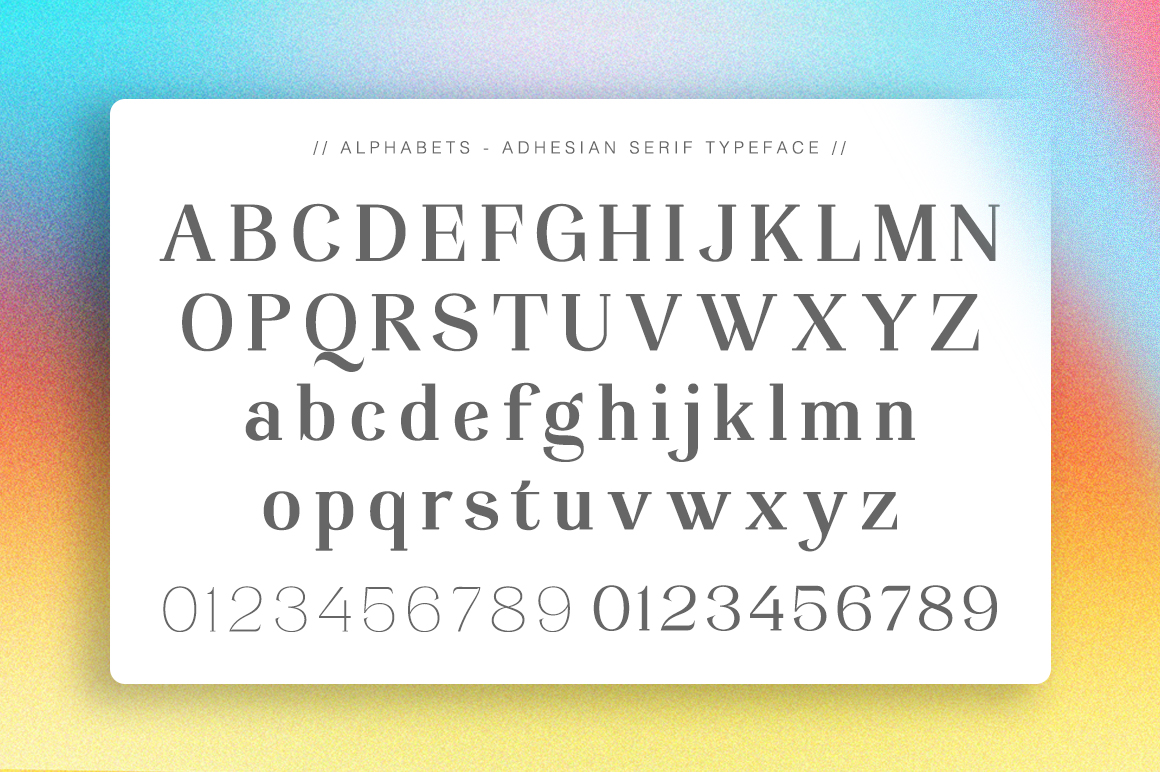 // ALPHABETS - ADHESIAN SERIF TYPEFACE //
ABCDEFGHIJKLMN
OPQRSTUVWXYZ
abcdefghijklmn
opqrstuvwxyz
0123456789 0123456789